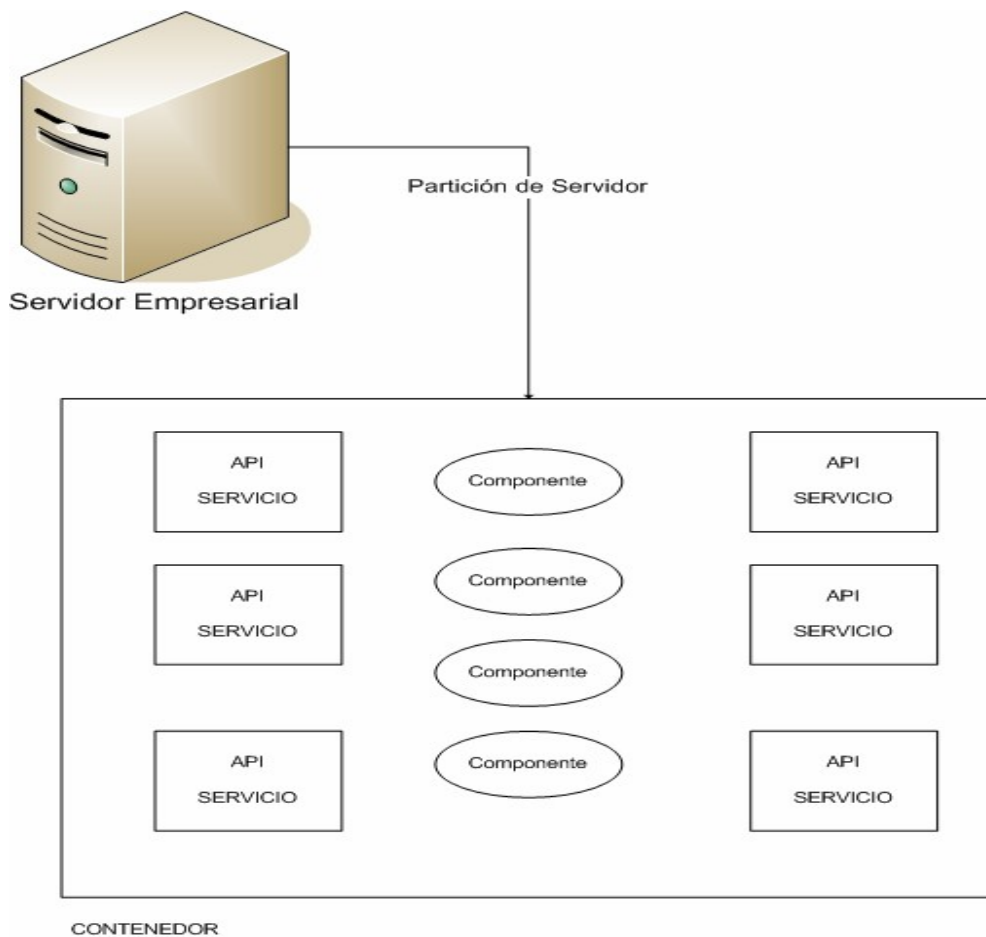 Partición de Servidor
Servidor Empresarial
API
SERVICIO
Componente
API
SERVICIO
API
SERVICIO
Componente
API
SERVICIO
Componente
API
SERVICIO
Componente
API
SERVICIO
CONTENEDOR